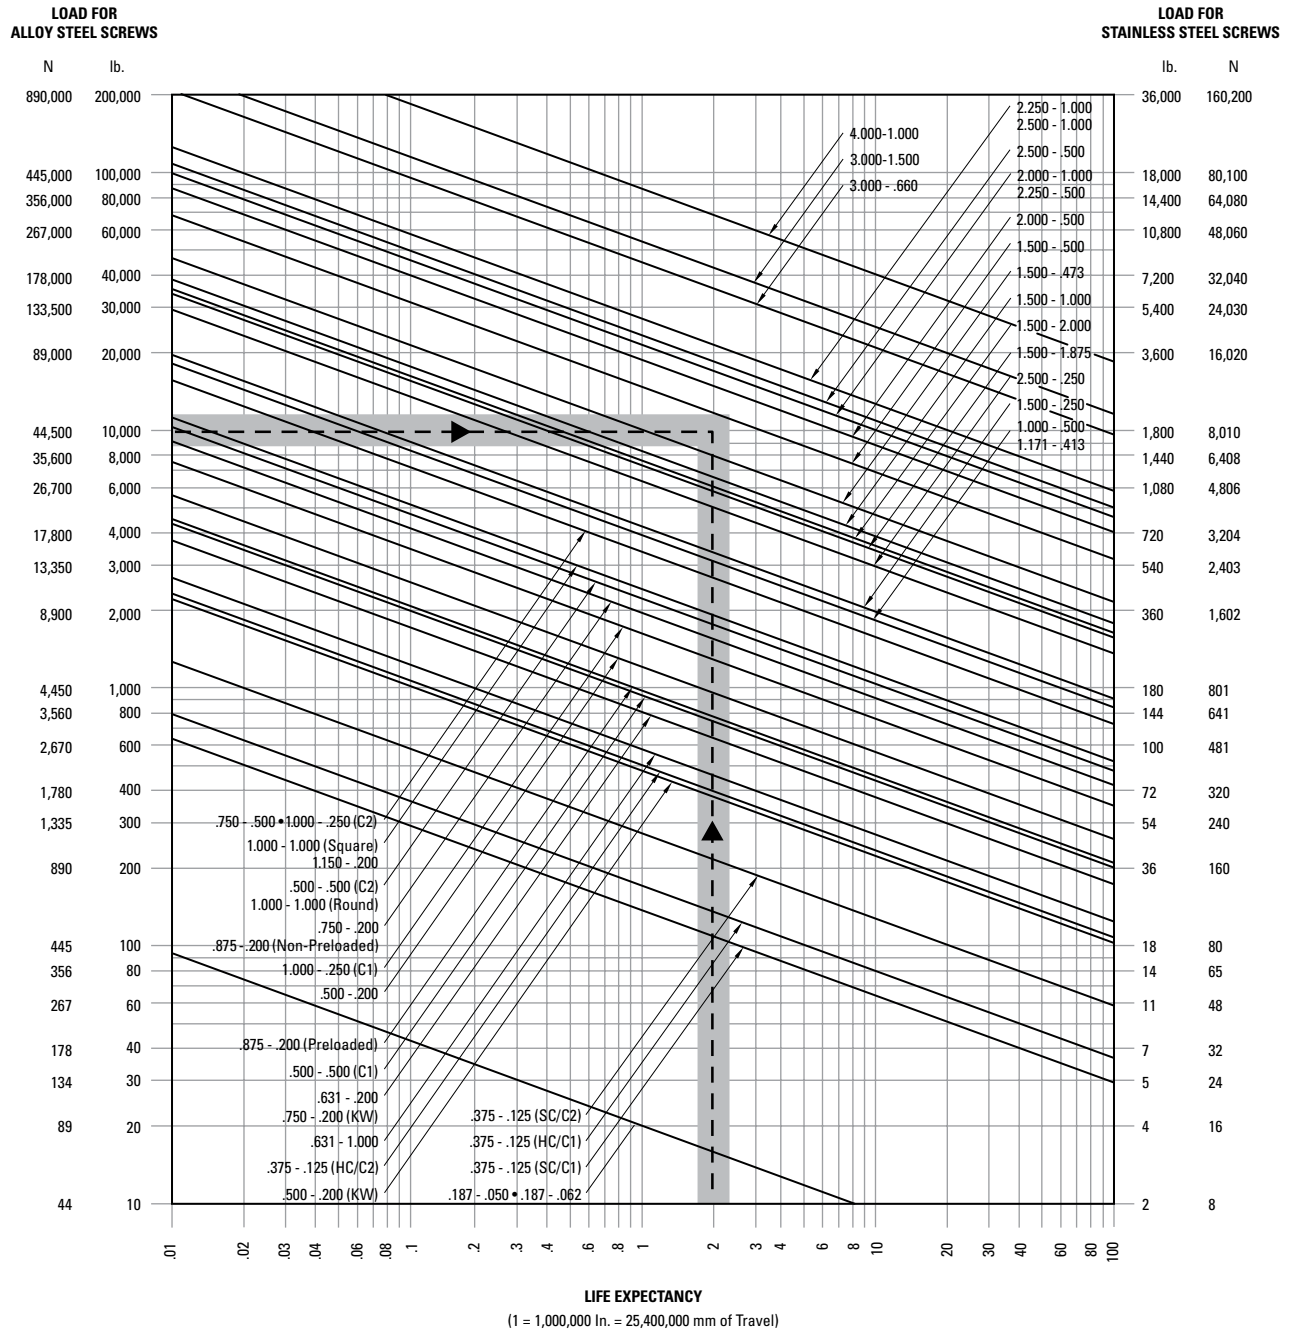 LOAD FOR
ALLOY STEEL SCREWS
LOAD FOR
STAINLESS STEEL SCREWS
N lb.
lb. N
890,000 200,000
445,000 100,000
356,000 80,000
267,000 60,000
178,000 40,000
133,500 30,000
89,000 20,000
44,500 10,000
35,600 8,000
26,700 6,000
17,800 4,000
13,350 3,000
8,900 2,000
4,450 1,000
3,560 800
2,670 600
1,780 400
1,335 300
890 200
445 100
356 80
267 60
178 40
134 30
89 20
44 10
4.000-1.000
3.000-1.500
3.000 - .660
2.250 - 1.000
2.500 - 1.000
2.500 - .500
2.000 - 1.000
2.250 - .500
2.000 - .500
1.500 - .500
1.500 - .473
1.500 - 1.000
1.500 - 2.000
1.500 - 1.875
2.500 - .250
1.500 - .250
1.000 - .500
1.171 - .413
.750 - .500 • 1.000 - .250 (C2)
1.000 - 1.000 (Square)
1.150 - .200
.500 - .500 (C2)
1.000 - 1.000 (Round)
.750 - .200
.875 - .200 (Non-Preloaded)
1.000 - .250 (C1)
.500 - .200
.875 - .200 (Preloaded)
.500 - .500 (C1)
.631 - .200
.750 - .200 (KW)
.631 - 1.000
.375 - .125 (HC/C2)
.500 - .200 (KW)
.375 - .125 (SC/C2)
.375 - .125 (HC/C1)
.375 - .125 (SC/C1)
.187 - .050 • .187 - .062
36,000 160,200
18,000 80,100
14,400 64,080
10,800 48,060
7,200 32,040
5,400 24,030
3,600 16,020
1,800 8,010
1,440 6,408
1,080 4,806
720 3,204
540 2,403
360 1,602
180 801
144 641
100 481
72 320
54 240
36 160
18 80
14 65
11 48
7 32
5 24
4 16
2 8
.01 .02 .03 .04 .06 .08 .1 .2 .3 .4 .6 .8 1 2 3 4 6 8 10 20 30 40 60 80 100
LIFE EXPECTANCY
(1 = 1,000,000 In. = 25,400,000 mm of Travel)